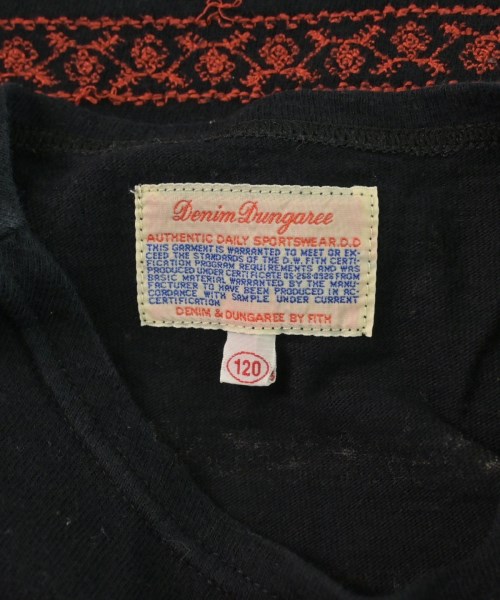 Denim Dungaree
AUTHENTIC DAILY SPORTSWEAR.D.D
THIS GARMENT IS WARRANTED TO MEET OR EX-
CEED THE STANDARDS OF THE D.W. FITH CERTI-
FICATION PROGRAM REQUIREMENTS AND WAS
PRODUCED UNDER CERTIFICATE 06-258-0526 FROM
BASIC MATERIAL WARRANTED BY THE MANU-
FACTURER TO HAVE BEEN PRODUCED IN AC-
CORDANCE WITH SAMPLE UNDER CURRENT
CERTIFICATION.
DENIM & DUNGAREE BY FITH
120